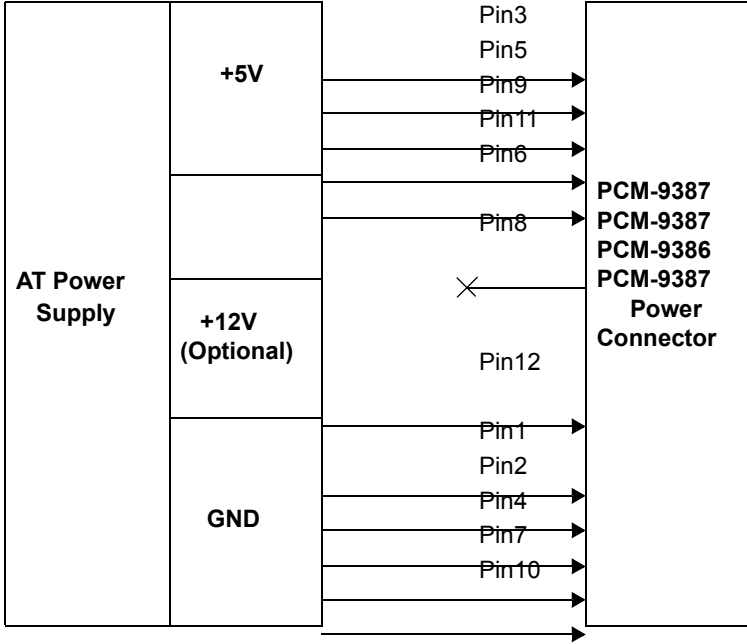 AT Power
Supply
+5V
+12V
(Optional)
GND
Pin3
Pin5
Pin9
Pin11
Pin6
Pin8
Pin12
Pin1
Pin2
Pin4
Pin7
Pin10
PCM-9387
PCM-9387
PCM-9386
PCM-9387
Power
Connector